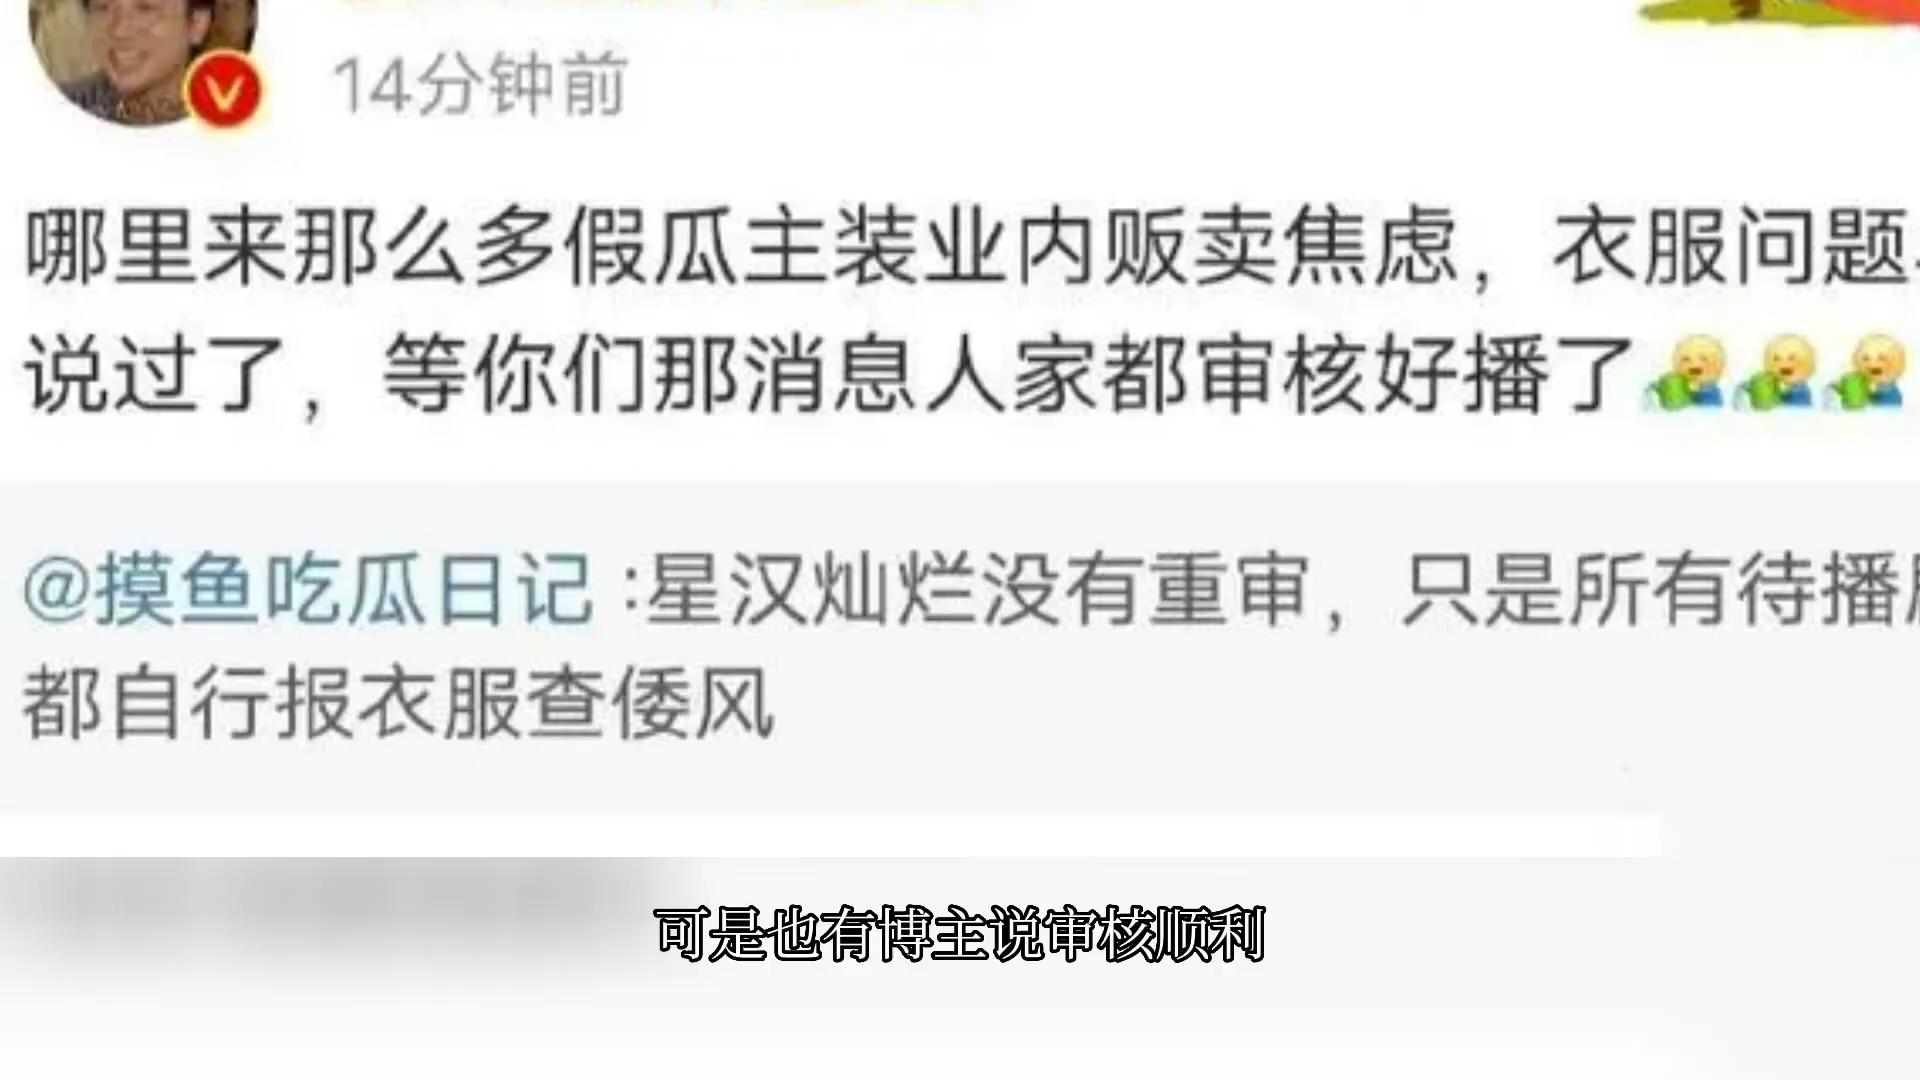 14分钟前
哪里来那么多假瓜主装业内贩卖焦虑，衣服问题
说过了，等你们那消息人家都审核好播了
@摸鱼吃瓜日记:星汉灿烂没有重审，只是所有待播
都自行报衣服查倭风
可是也有博主说审核顺利